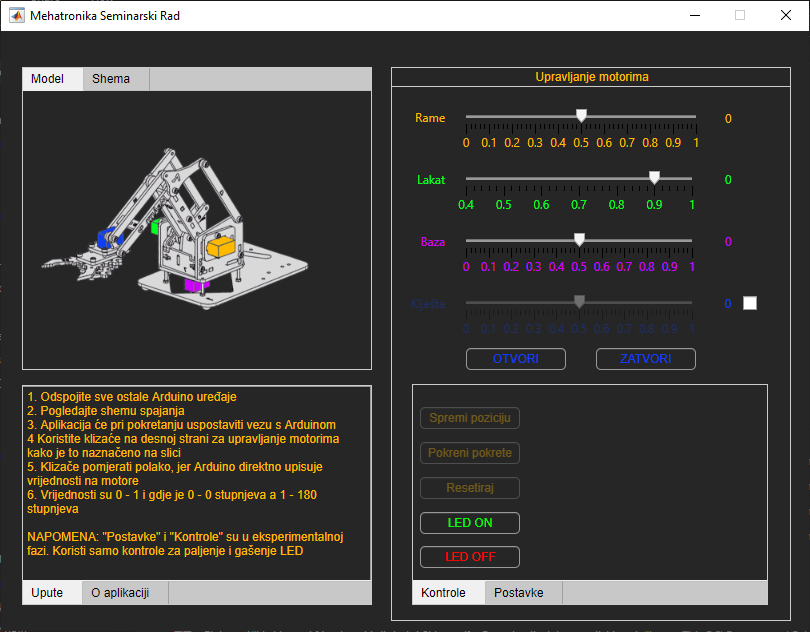 Mehatronika Seminarski Rad
Model Shema
1. Odspojite sve ostale Arduino uređaje
2. Pogledajte shemu spajanja
3. Aplikacija će pri pokretanju uspostaviti vezu s Arduinom
4 Koristite klizaće na desnoj strani za upravljanje motorima
kako je to naznačeno na slici
5. Klizače pomjerati polako, jer Arduino direktno upisuje
vrijednosti na motore
6. Vrijednosti su 0 - 1 i gdje je 0 - 0 stupnjeva a 1 - 180
stupnjeva
NAPOMENA: "Postavke" i "Kontrole" su u eksperimentalnoj
fazi. Koristi samo kontrole za paljenje i gašenje LED
Upute O aplikaciji
Upravljanje motorima
Rame 0
0 0.1 0.2 0.3 0.4 0.5 0.6 0.7 0.8 0.9 1
Lakat 0
0.4 0.5 0.6 0.7 0.8 0.9 1
Baza 0
0 0.1 0.2 0.3 0.4 0.5 0.6 0.7 0.8 0.9 1
Kliješte 0
0 0.1 0.2 0.3 0.4 0.5 0.6 0.7 0.8 0.9 1
OTVORI ZATVORI
Spremi poziciju
Pokreni pokrete
Resetiraj
LED ON
LED OFF
Kontrole Postavke